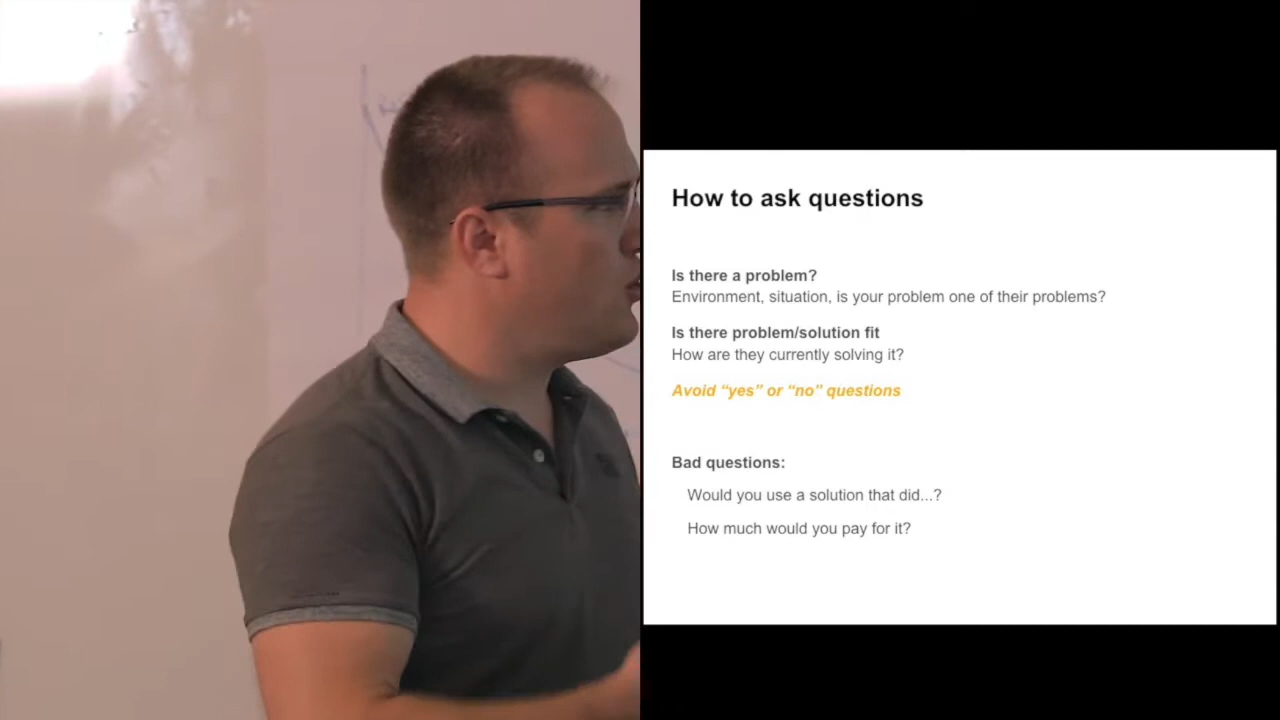 How to ask questions
Is there a problem?
Environment, situation, is your problem one of their problems?
Is there problem/solution fit
How are they currently solving it?
Avoid “yes” or “no” questions
Bad questions:
Would you use a solution that did...?
How much would you pay for it?